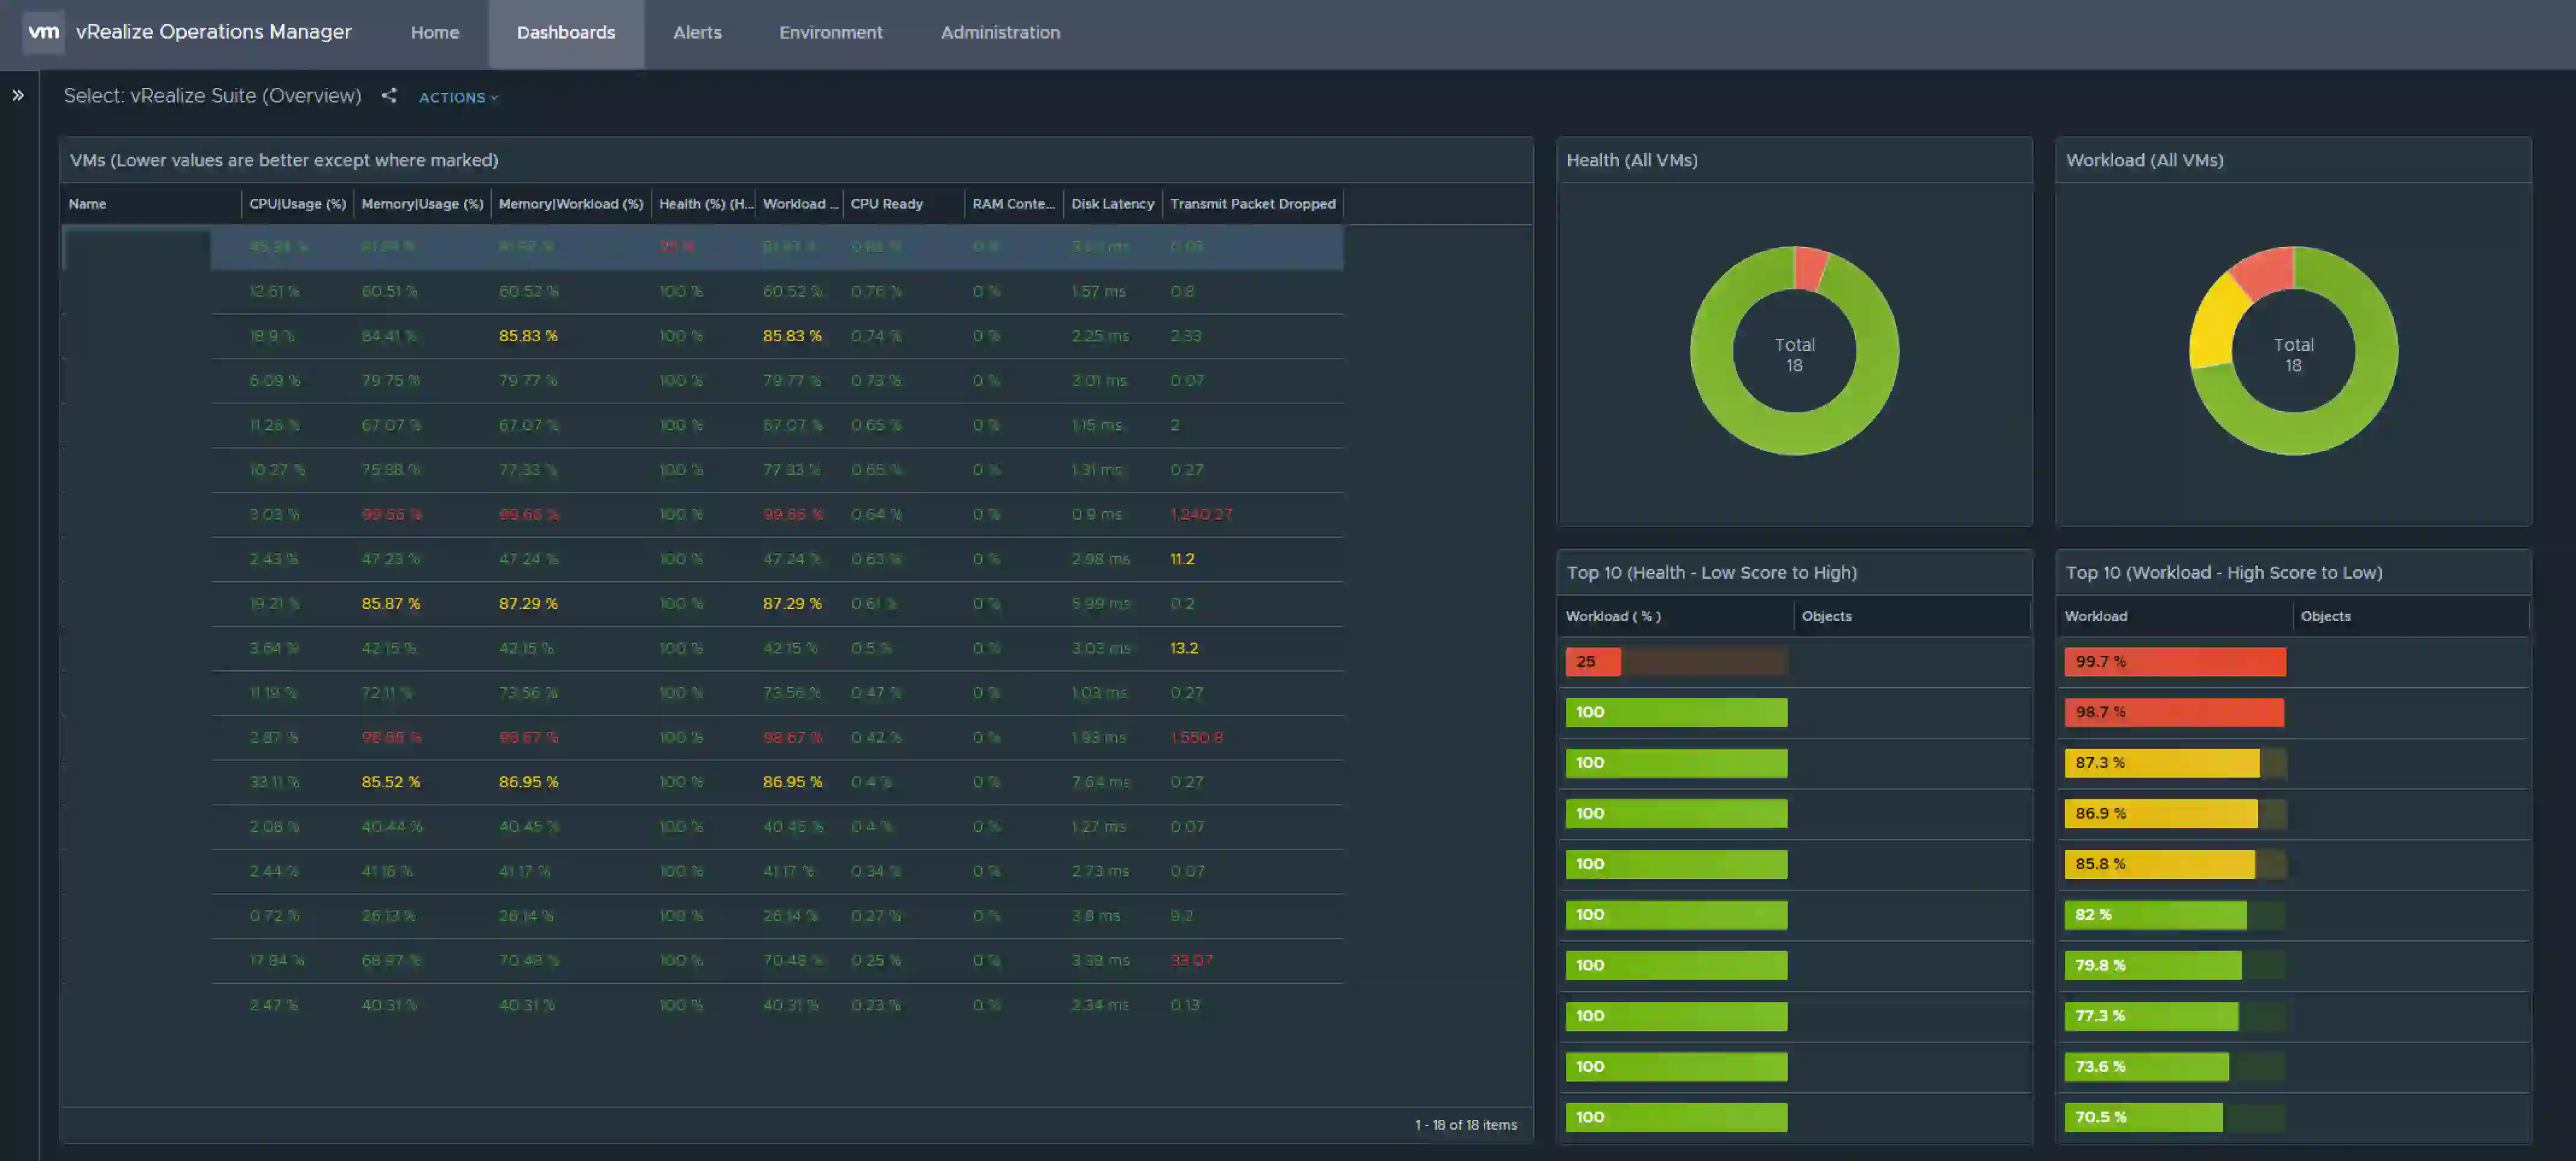 vm vRealize Operations Manager Home Dashboards Alerts Environment Administration
» Select: vRealize Suite (Overview) ACTIONS
VMs (Lower values are better except where marked)
Name CPU|Usage (%) Memory|Usage (%) Memory|Workload (%) Health (%) (H... Workload ... CPU Ready RAM Conte... Disk Latency Transmit Packet Dropped
25 % 0 %
12.61 % 60.51 % 60.52 % 100 % 60.52 % 0.76 % 0 % 1.57 ms 0.8
18.9 % 84.41 % 85.83 % 100 % 85.83 % 0.74 % 0 % 2.25 ms 2.33
6.09 % 79.75 % 79.77 % 100 % 79.77 % 0.73 % 0 % 3.01 ms 0.07
11.26 % 67.07 % 67.07 % 100 % 67.07 % 0.65 % 0 % 1.15 ms 2
10.27 % 75.88 % 77.33 % 100 % 77.33 % 0.65 % 0 % 1.31 ms 0.27
3.03 % 99.66 % 99.66 % 100 % 99.66 % 0.64 % 0 % 0.9 ms 1,240.27
2.43 % 47.23 % 47.24 % 100 % 47.24 % 0.63 % 0 % 2.98 ms 11.2
19.21 % 85.87 % 87.29 % 100 % 87.29 % 0.61 % 0 % 5.99 ms 0.2
3.64 % 42.15 % 42.15 % 100 % 42.15 % 0.5 % 0 % 3.03 ms 13.2
11.19 % 72.11 % 73.56 % 100 % 73.56 % 0.47 % 0 % 1.03 ms 0.27
2.87 % 98.66 % 98.67 % 100 % 98.67 % 0.42 % 0 % 1.93 ms 1,550.8
33.11 % 85.52 % 86.95 % 100 % 86.95 % 0.4 % 0 % 7.64 ms 0.27
2.08 % 40.44 % 40.45 % 100 % 40.45 % 0.4 % 0 % 1.27 ms 0.07
2.44 % 41.16 % 41.17 % 100 % 41.17 % 0.34 % 0 % 2.73 ms 0.07
0.72 % 26.13 % 26.14 % 100 % 26.14 % 0.27 % 0 % 3.8 ms 9.2
17.84 % 68.97 % 70.48 % 100 % 70.48 % 0.25 % 0 % 3.39 ms 33.07
2.47 % 40.31 % 40.31 % 100 % 40.31 % 0.23 % 0 % 2.34 ms 0.13
1 - 18 of 18 items
Health (All VMs)
Total
18
Workload (All VMs)
Total
18
Top 10 (Health - Low Score to High)
Workload ( % ) Objects
25
100
100
100
100
100
100
100
100
100
Top 10 (Workload - High Score to Low)
Workload Objects
99.7 %
98.7 %
87.3 %
86.9 %
85.8 %
82 %
79.8 %
77.3 %
73.6 %
70.5 %